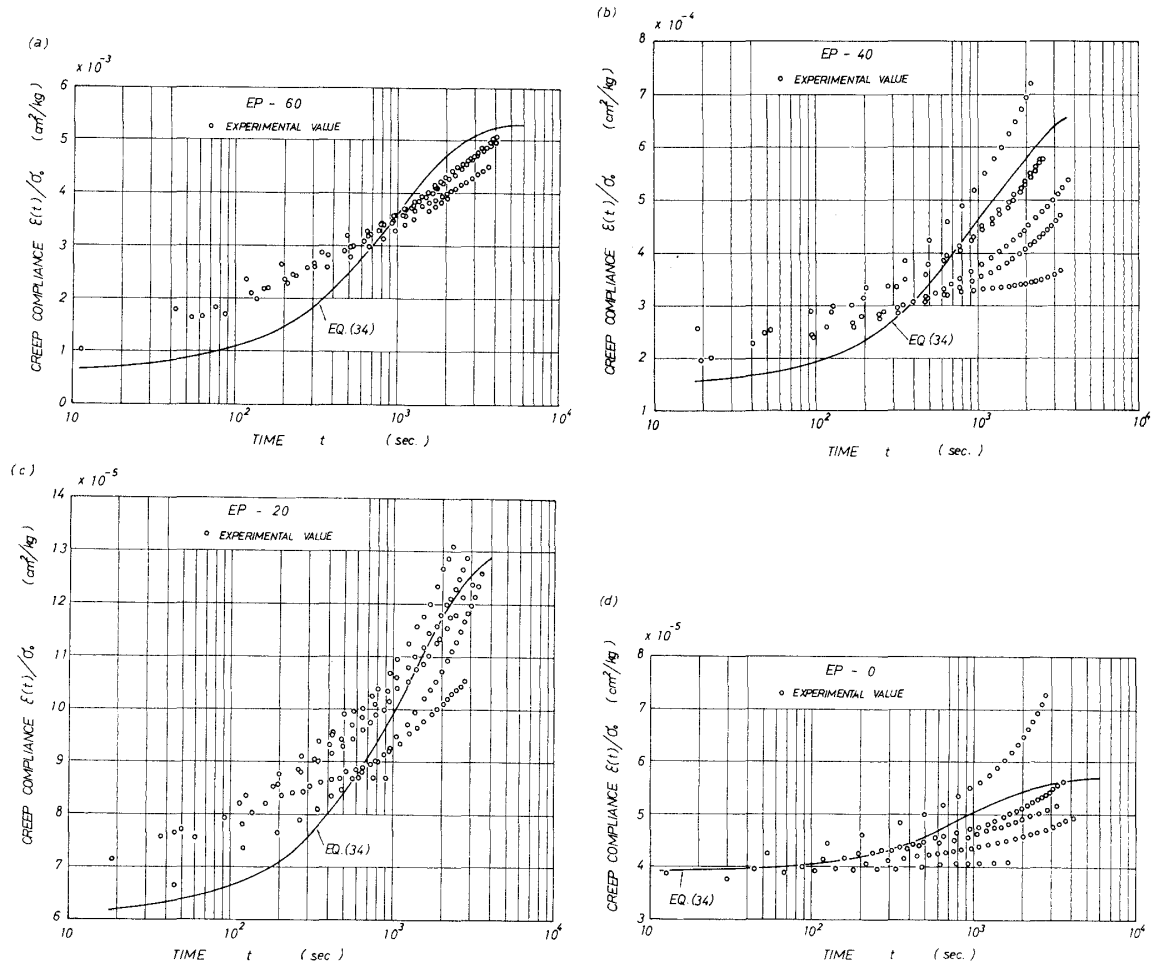 (a)
x 10⁻³
EP - 60
EXPERIMENTAL VALUE
EQ.(34)
CREEP COMPLIANCE ε(t)/σ₀ (cm²/kg)
6
5
4
3
2
1
0
10 10² 10³ 10⁴
TIME t (sec.)
(b)
x 10⁻⁴
EP - 40
EXPERIMENTAL VALUE
EQ.(34)
CREEP COMPLIANCE ε(t)/σ₀ (cm²/kg)
8
7
6
5
4
3
2
1
10 10² 10³ 10⁴
TIME t (sec.)
(c)
x 10⁻⁵
EP - 20
EXPERIMENTAL VALUE
EQ.(34)
CREEP COMPLIANCE ε(t)/σ₀ (cm²/kg)
14
13
12
11
10
9
8
7
6
10 10² 10³ 10⁴
TIME t (sec)
(d)
x 10⁻⁵
EP - 0
EXPERIMENTAL VALUE
EQ.(34)
CREEP COMPLIANCE ε(t)/σ₀ (cm²/kg)
8
7
6
5
4
3
10 10² 10³ 10⁴
TIME t (sec.)